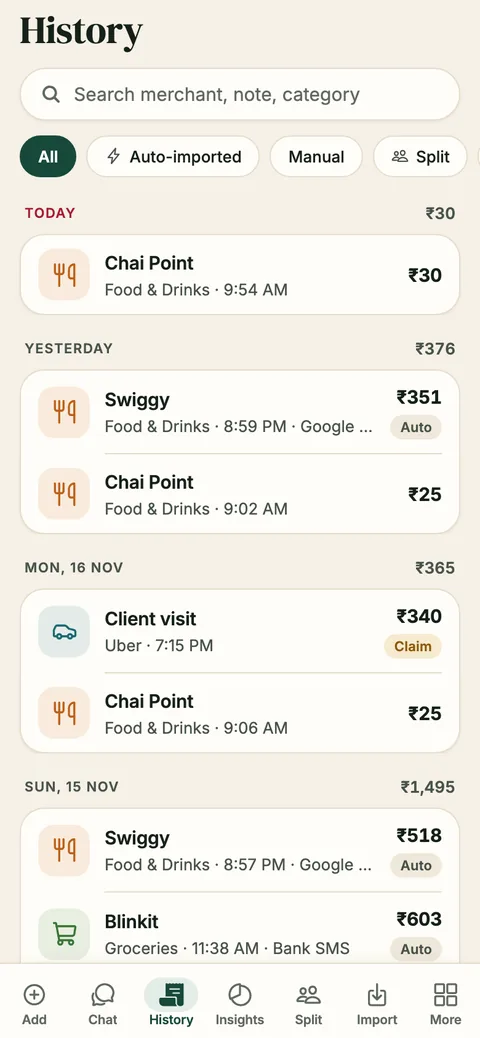 History
Search merchant, note, category
All
Auto-imported
Manual
Split
TODAY
₹30
Chai Point
₹30
Food & Drinks · 9:54 AM
YESTERDAY
₹376
Swiggy
₹351
Food & Drinks · 8:59 PM · Google ...
Auto
Chai Point
₹25
Food & Drinks · 9:02 AM
MON, 16 NOV
₹365
Client visit
₹340
Uber · 7:15 PM
Claim
Chai Point
₹25
Food & Drinks · 9:06 AM
SUN, 15 NOV
₹1,495
Swiggy
₹518
Food & Drinks · 8:57 PM · Google ...
Auto
Blinkit
₹603
Groceries · 11:38 AM · Bank SMS
Auto
Add
Chat
History
Insights
Split
Import
More